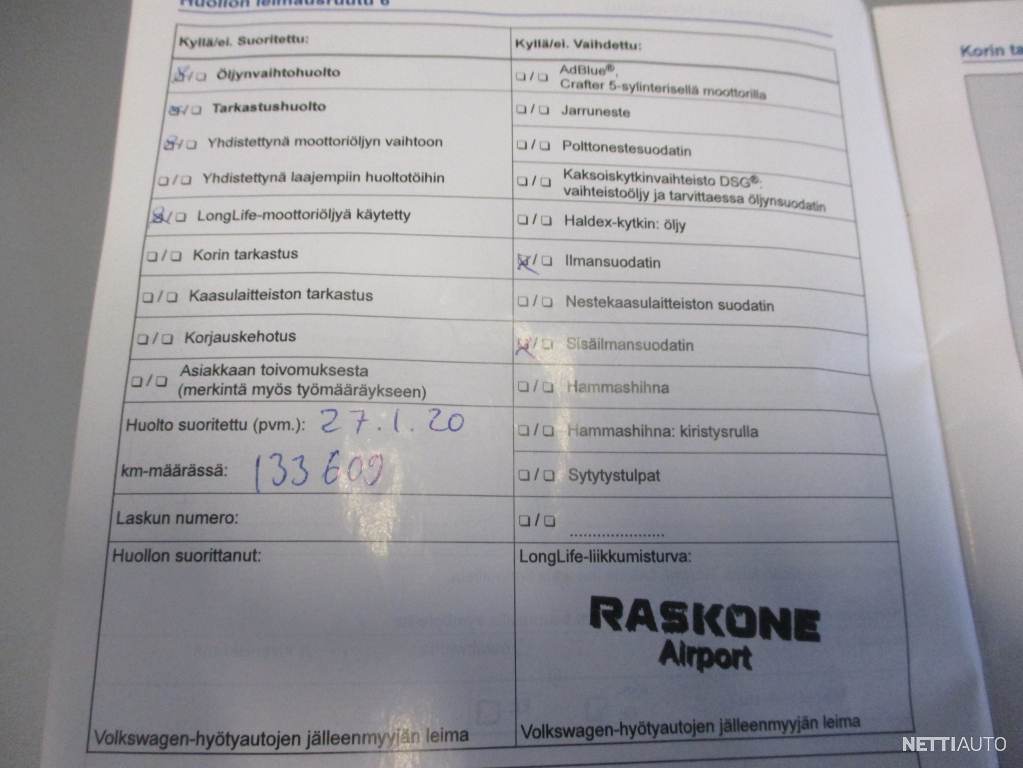 Huollon leimausruutu 6
Korin ta
Kyllä/ei. Suoritettu:
❏/❏ Öljynvaihtohuolto
❏/❏ Tarkastushuolto
❏/❏ Yhdistettynä moottoriöljyn vaihtoon
❏/❏ Yhdistettynä laajempiin huoltotöihin
❏/❏ LongLife-moottoriöljyä käytetty
❏/❏ Korin tarkastus
❏/❏ Kaasulaitteiston tarkastus
❏/❏ Korjauskehotus
❏/❏ Asiakkaan toivomuksesta
(merkintä myös työmääräykseen)
Huolto suoritettu (pvm.): 27.1.20
km-määrässä: 133 609
Laskun numero:
Huollon suorittanut:
Volkswagen-hyötyautojen jälleenmyyjän leima
Kyllä/ei. Vaihdettu:
❏/❏ AdBlue®,
Crafter 5-sylinterisellä moottorilla
❏/❏ Jarruneste
❏/❏ Polttonestesuodatin
❏/❏ Kaksoiskytkinvaihteisto DSG®:
vaihteistoöljy ja tarvittaessa öljynsuodatin
❏/❏ Haldex-kytkin: öljy
❏/❏ Ilmansuodatin
❏/❏ Nestekaasulaitteiston suodatin
❏/❏ Sisäilmansuodatin
❏/❏ Hammashihna
❏/❏ Hammashihna: kiristysrulla
❏/❏ Sytytystulpat
❏/❏ .....................
LongLife-liikkumisturva:
RASKONE
Airport
Volkswagen-hyötyautojen jälleenmyyjän leima
NETTIAUTO